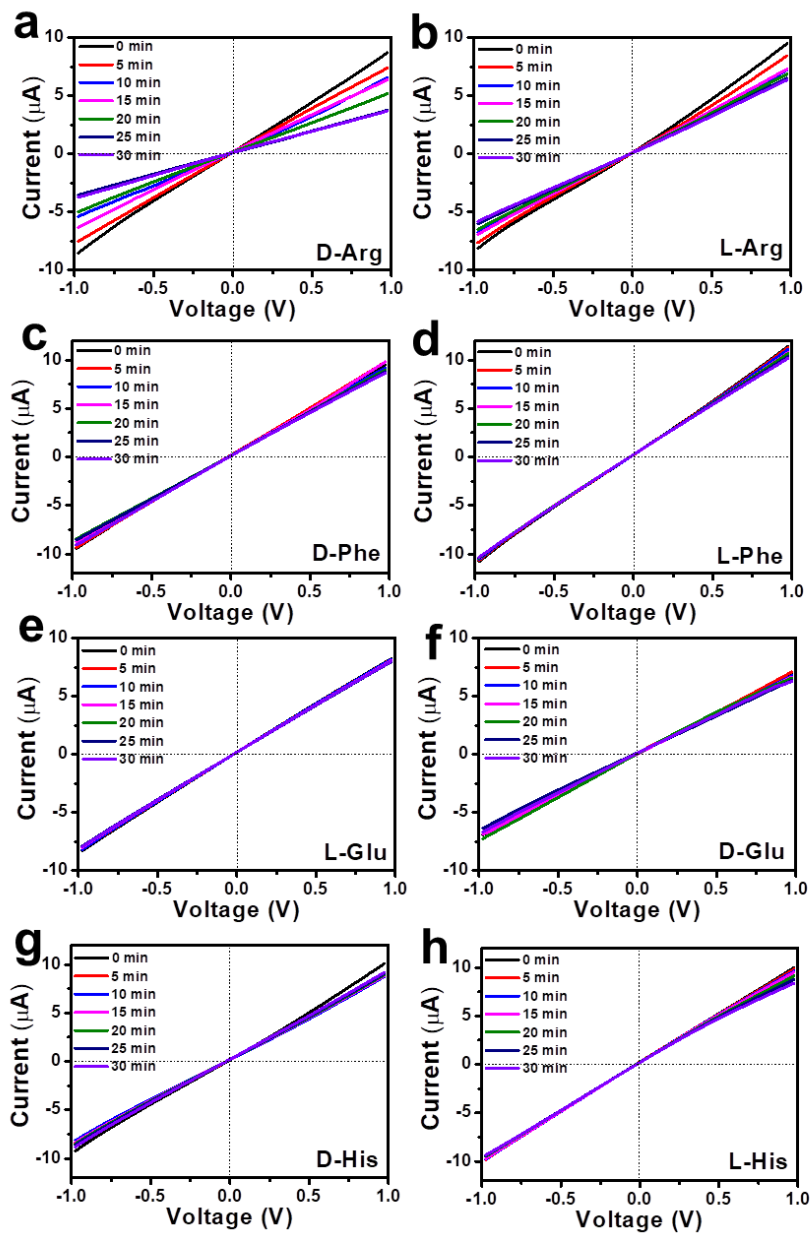 a
10
5
0
-5
-10
Current (µA)
0 min
5 min
10 min
15 min
20 min
25 min
30 min
D-Arg
-1.0 -0.5 0.0 0.5 1.0
Voltage (V)
b
10
5
0
-5
-10
Current (µA)
0 min
5 min
10 min
15 min
20 min
25 min
30 min
L-Arg
-1.0 -0.5 0.0 0.5 1.0
Voltage (V)
c
10
5
0
-5
-10
Current (µA)
0 min
5 min
10 min
15 min
20 min
25 min
30 min
D-Phe
-1.0 -0.5 0.0 0.5 1.0
Voltage (V)
d
10
5
0
-5
-10
Current (µA)
0 min
5 min
10 min
15 min
20 min
25 min
30 min
L-Phe
-1.0 -0.5 0.0 0.5 1.0
Voltage (V)
e
10
5
0
-5
-10
Current (µA)
0 min
5 min
10 min
15 min
20 min
25 min
30 min
L-Glu
-1.0 -0.5 0.0 0.5 1.0
Voltage (V)
f
10
5
0
-5
-10
Current (µA)
0 min
5 min
10 min
15 min
20 min
25 min
30 min
D-Glu
-1.0 -0.5 0.0 0.5 1.0
Voltage (V)
g
10
5
0
-5
-10
Current (µA)
0 min
5 min
10 min
15 min
20 min
25 min
30 min
D-His
-1.0 -0.5 0.0 0.5 1.0
Voltage (V)
h
10
5
0
-5
-10
Current (µA)
0 min
5 min
10 min
15 min
20 min
25 min
30 min
L-His
-1.0 -0.5 0.0 0.5 1.0
Voltage (V)